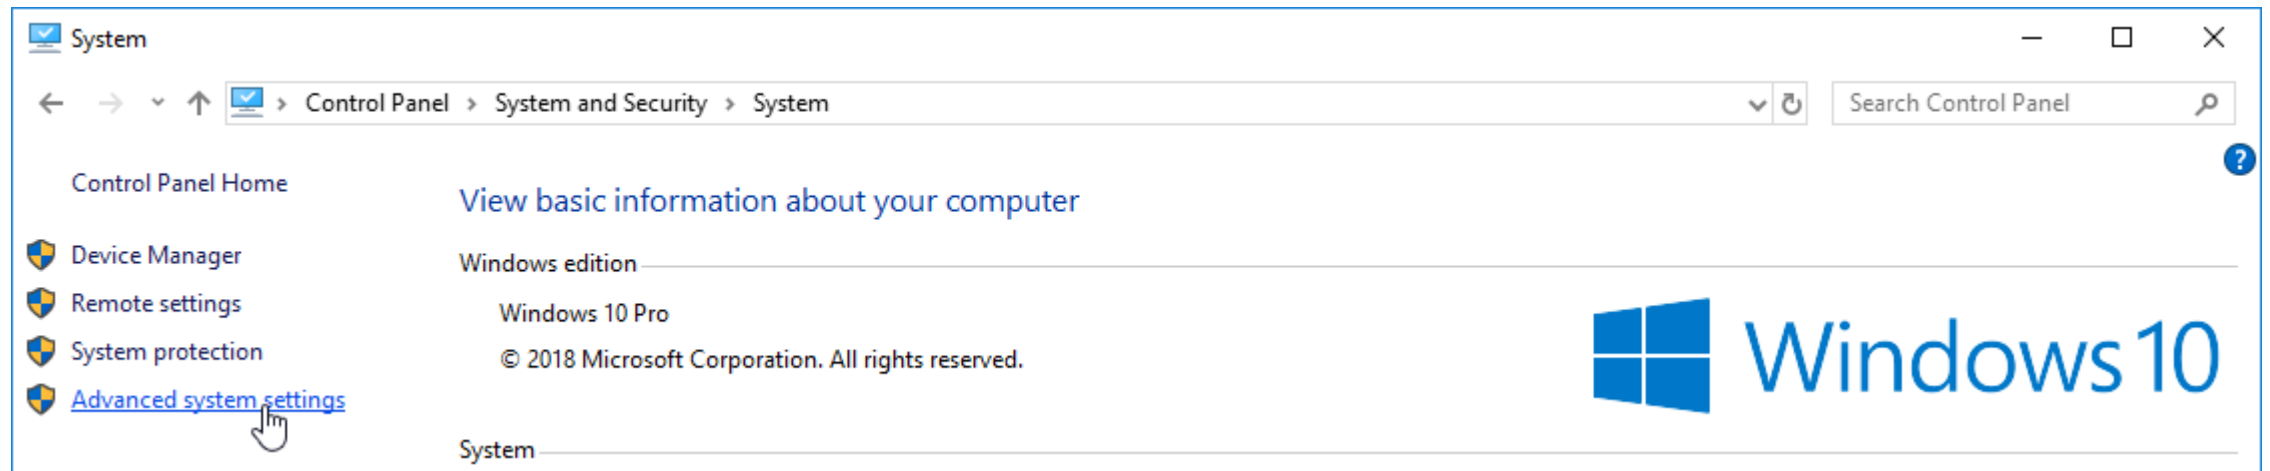 System
Control Panel > System and Security > System
Search Control Panel
?
Control Panel Home
View basic information about your computer
Device Manager
Windows edition
Remote settings
Windows 10 Pro
System protection
© 2018 Microsoft Corporation. All rights reserved.
Windows 10
Advanced system settings
System